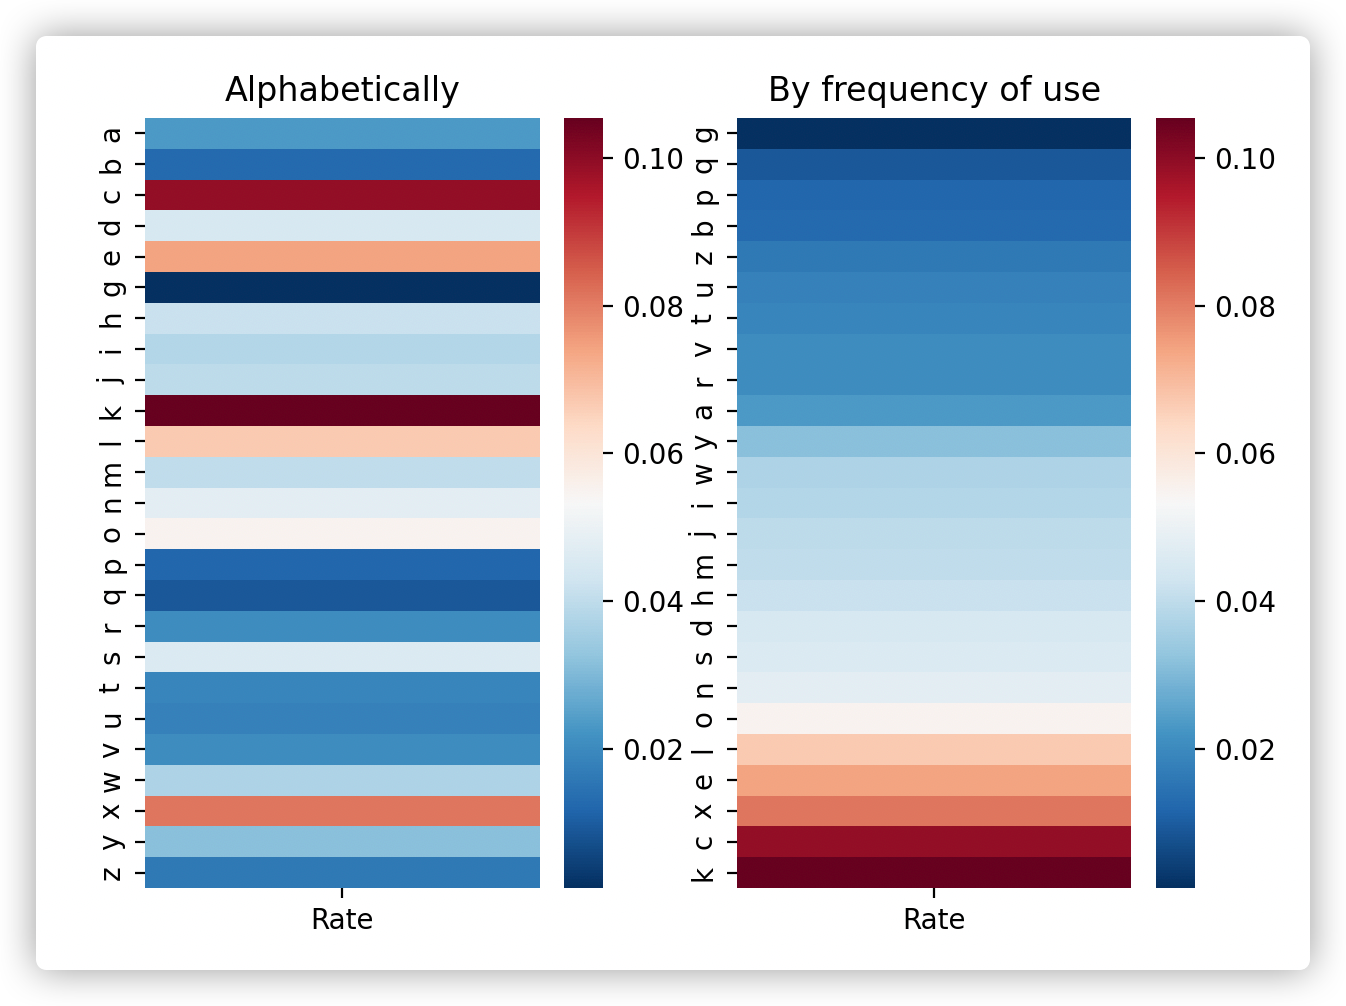 Alphabetically
a
b
c
d
e
g
h
i
j
k
l
m
n
o
p
q
r
s
t
u
v
w
x
y
z
Rate
0.10
0.08
0.06
0.04
0.02
By frequency of use
g
q
p
b
z
u
t
v
r
a
y
w
i
j
m
h
d
s
n
o
l
e
x
c
k
Rate
0.10
0.08
0.06
0.04
0.02